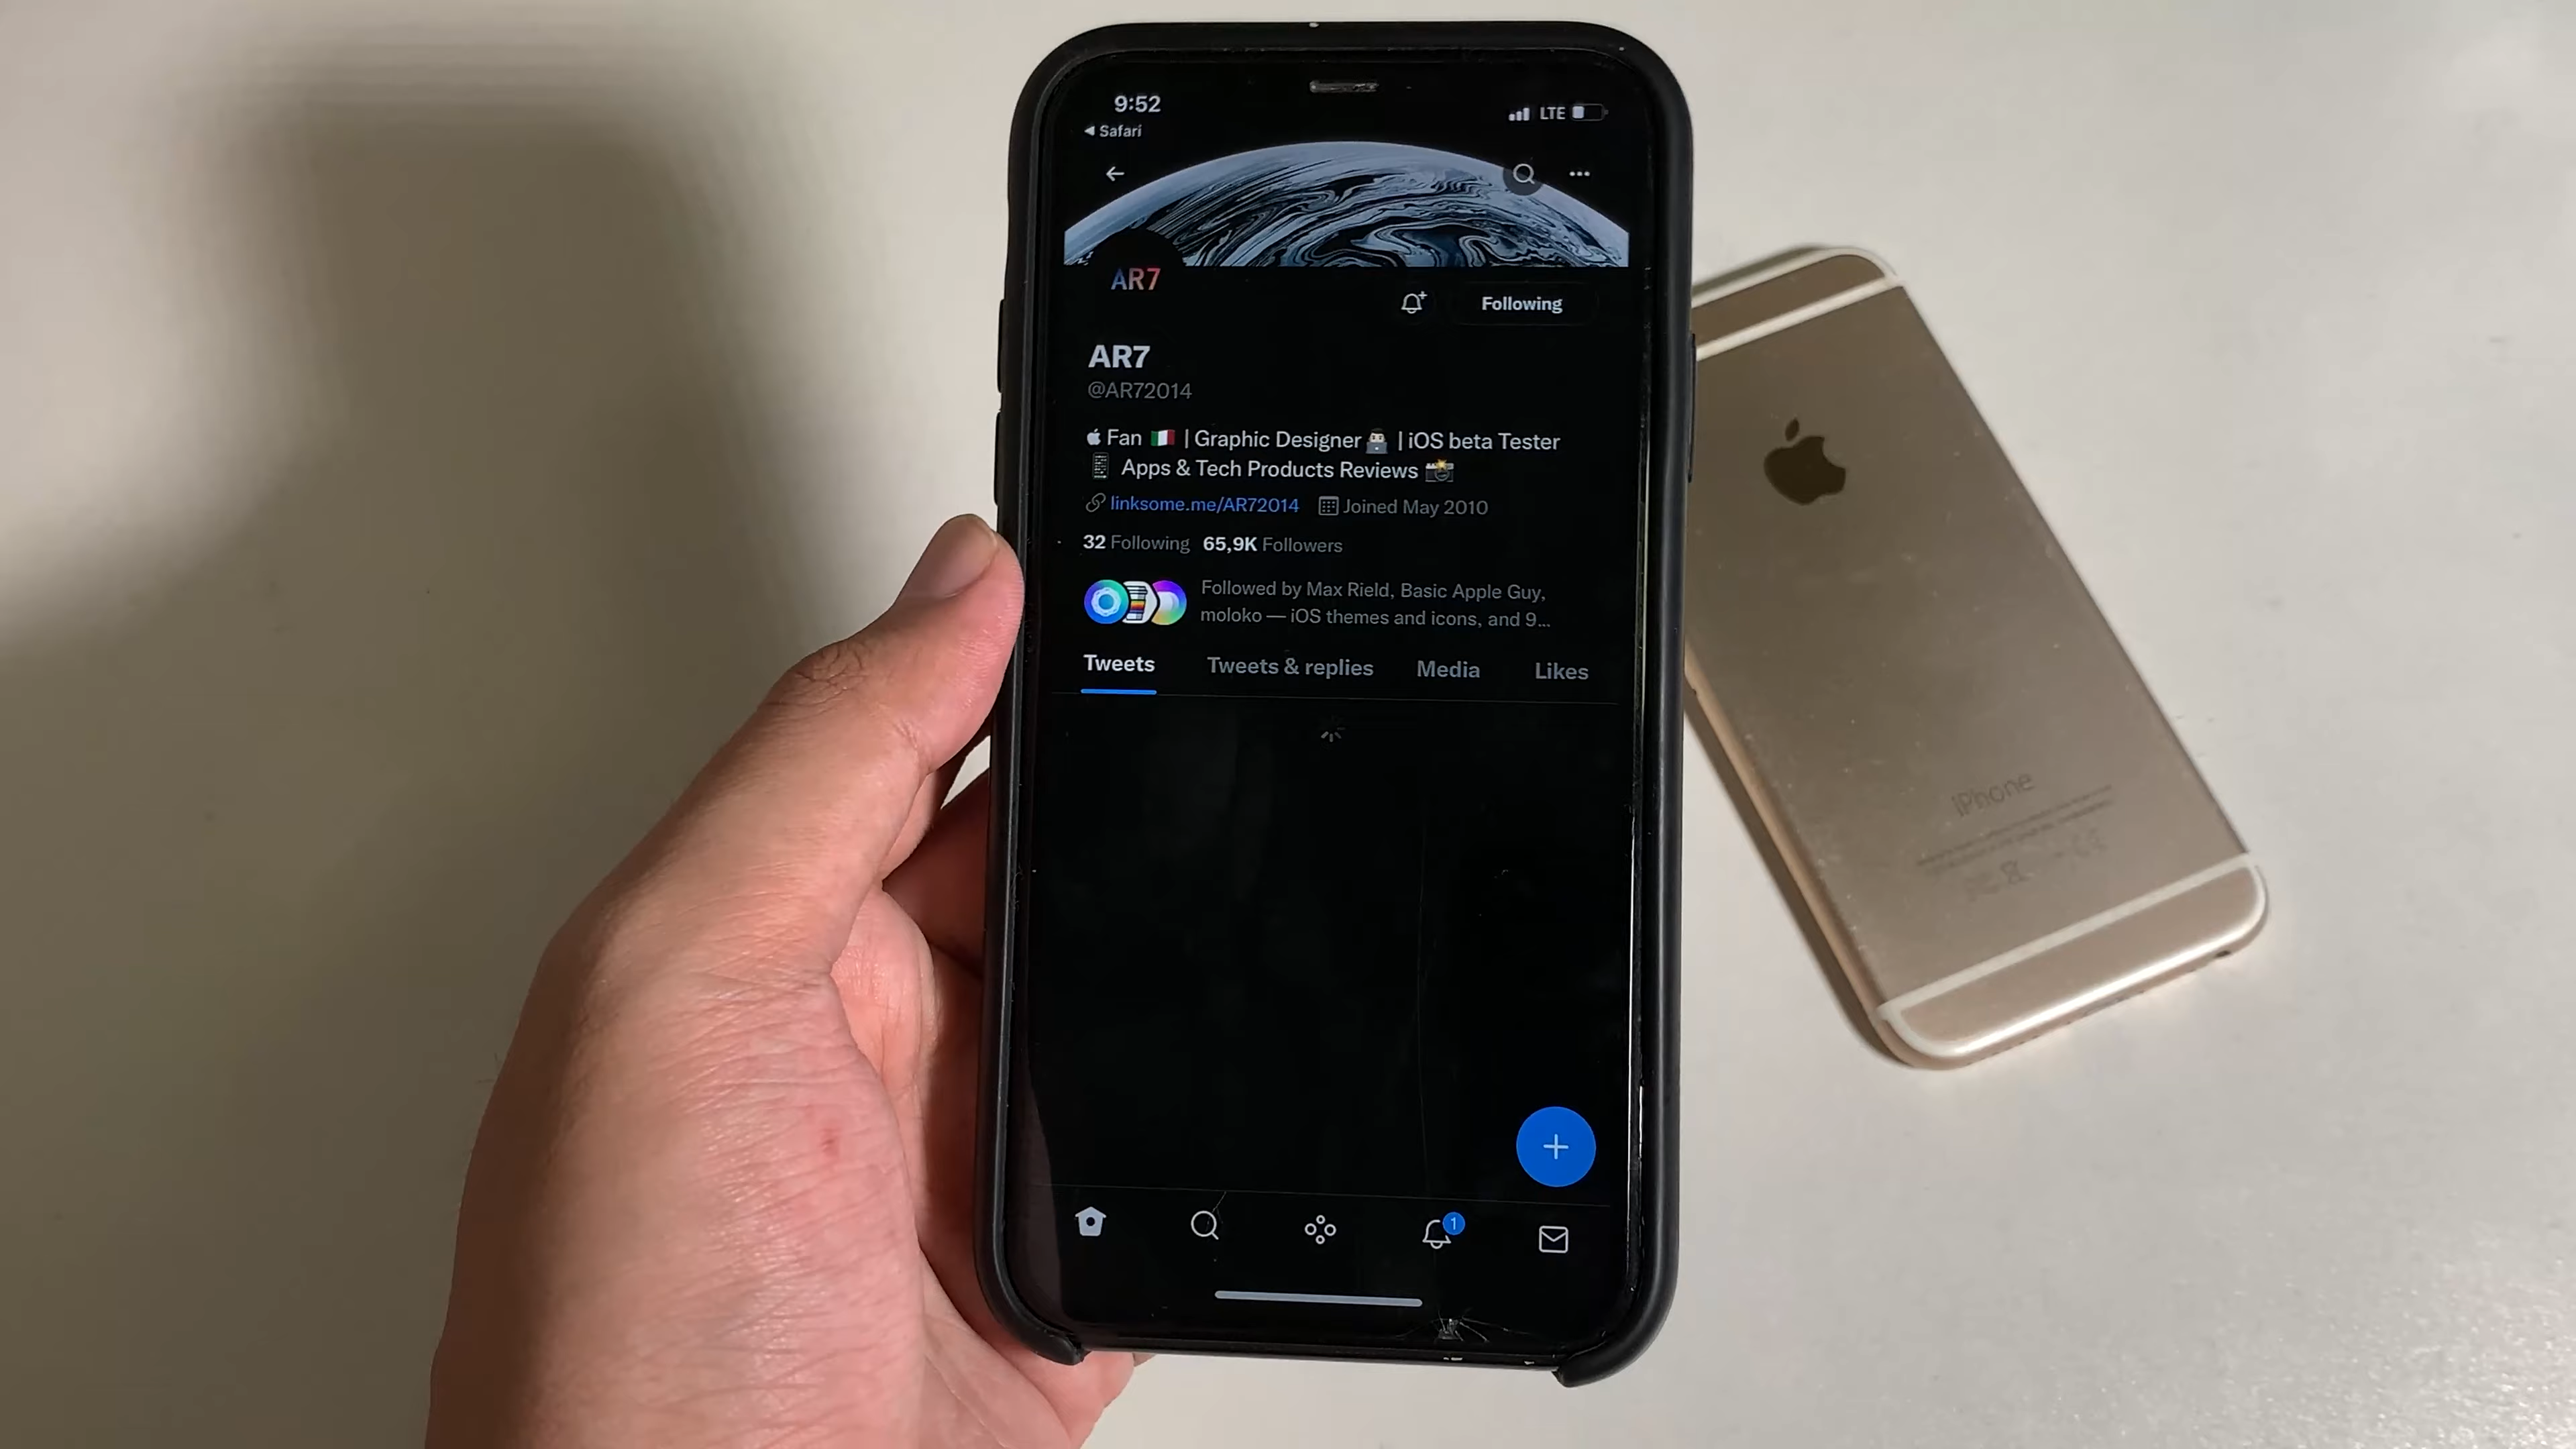 9:52
LTE
Safari
AR7
Following
AR7
@AR72014
Fan 🇮🇹 | Graphic Designer 👨🏻‍💻 | iOS beta Tester
Apps & Tech Products Reviews 📸
linksome.me/AR72014 Joined May 2010
32 Following 65,9K Followers
Followed by Max Rield, Basic Apple Guy,
moloko — iOS themes and icons, and 9...
Tweets Tweets & replies Media Likes
1
iPhone